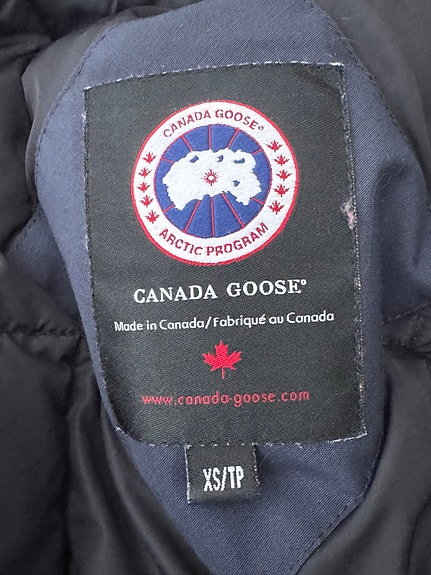 CANADA GOOSE®
ARCTIC PROGRAM
CANADA GOOSE®
Made in Canada/Fabriqué au Canada
www.canada-goose.com
XS/TP